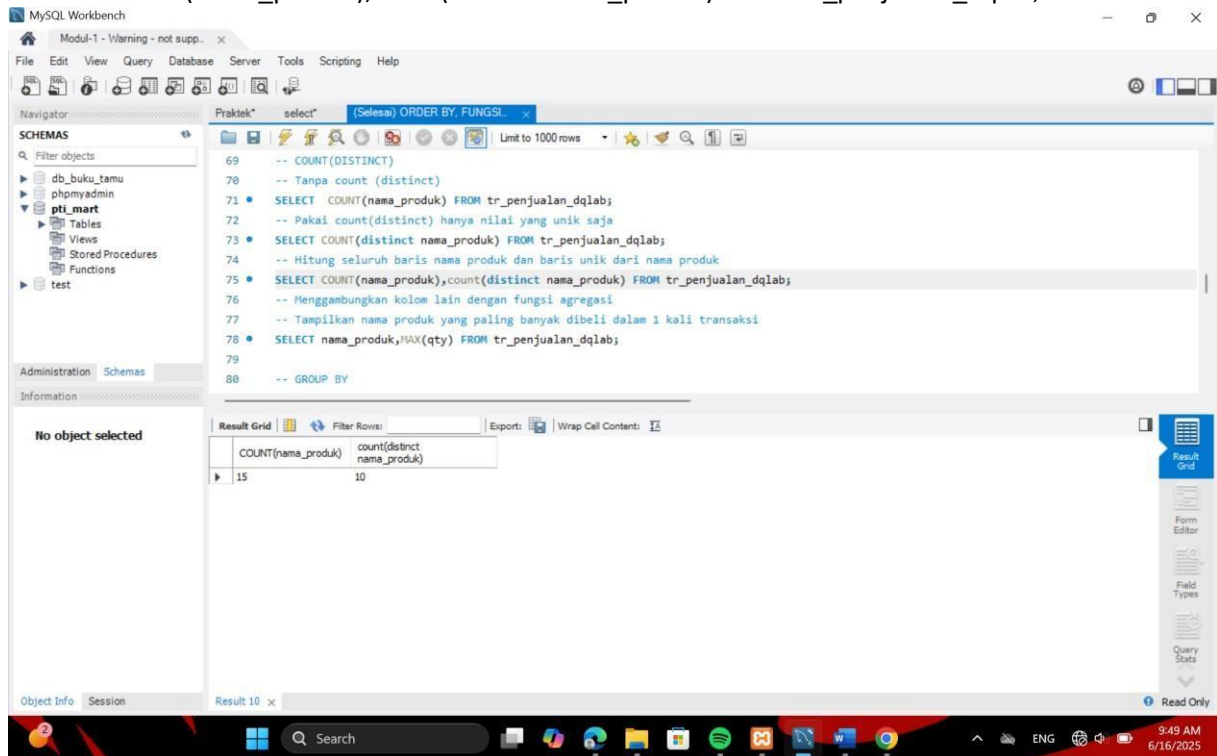 MySQL Workbench
Modul-1 - Warning - not supp..
File Edit View Query Database Server Tools Scripting Help
Navigator
Praktek* select* (Selesai) ORDER BY, FUNGSI..
SCHEMAS
Limit to 1000 rows
Filter objects
db_buku_tamu
phpmyadmin
pti_mart
Tables
Views
Stored Procedures
Functions
test
69 -- COUNT(DISTINCT)
70 -- Tanpa count (distinct)
71 SELECT COUNT(nama_produk) FROM tr_penjualan_dqlab;
72 -- Pakai count(distinct) hanya nilai yang unik saja
73 SELECT COUNT(distinct nama_produk) FROM tr_penjualan_dqlab;
74 -- Hitung seluruh baris nama produk dan baris unik dari nama produk
75 SELECT COUNT(nama_produk),count(distinct nama_produk) FROM tr_penjualan_dqlab;
76 -- Menggambungkan kolom lain dengan fungsi agregasi
77 -- Tampilkan nama produk yang paling banyak dibeli dalam 1 kali transaksi
78 SELECT nama_produk,MAX(qty) FROM tr_penjualan_dqlab;
79
80 -- GROUP BY
Administration Schemas
Information
No object selected
Result Grid Filter Rows: Export: Wrap Cell Content:
COUNT(nama_produk) count(distinct
nama_produk)
15 10
Result
Grid
Form
Editor
Field
Types
Query
Stats
Object Info Session
Result 10
Read Only
2
Search
ENG
9:49 AM
6/16/2025